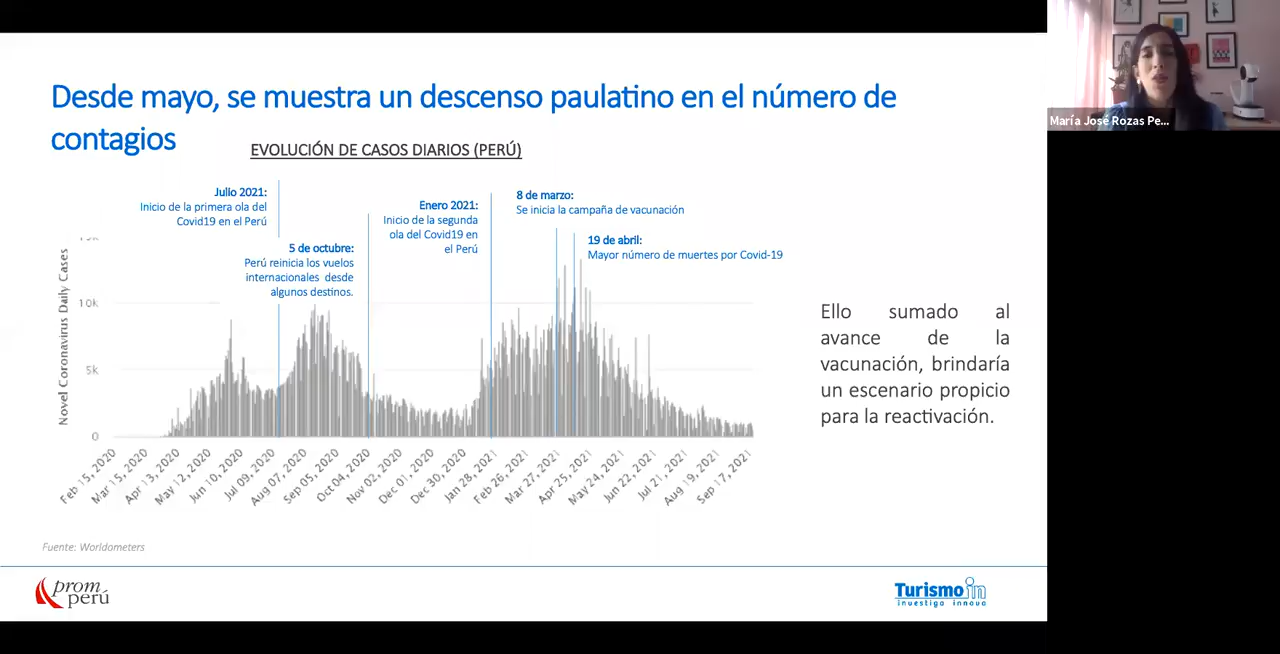 Desde mayo, se muestra un descenso paulatino en el número de
contagios
EVOLUCIÓN DE CASOS DIARIOS (PERÚ)
Julio 2021:
Inicio de la primera ola del
Covid19 en el Perú
5 de octubre:
Perú reinicia los vuelos
internacionales desde
algunos destinos.
Enero 2021:
Inicio de la segunda
ola del Covid19 en
el Perú
8 de marzo:
Se inicia la campaña de vacunación
19 de abril:
Mayor número de muertes por Covid-19
Novel Coronavirus Daily Cases
10k
5k
0
Feb 15, 2020
Mar 15, 2020
Apr 13, 2020
May 12, 2020
Jun 10, 2020
Jul 09, 2020
Aug 07, 2020
Sep 05, 2020
Oct 04, 2020
Nov 02, 2020
Dec 01, 2020
Dec 30, 2020
Jan 28, 2021
Feb 26, 2021
Mar 27, 2021
Apr 25, 2021
May 24, 2021
Jun 22, 2021
Jul 21, 2021
Aug 19, 2021
Sep 17, 2021
Ello sumado al
avance de la
vacunación, brindaría
un escenario propicio
para la reactivación.
Fuente: Worldometers
prom
perú
Turismo in
investiga innova
María José Rozas Pe...